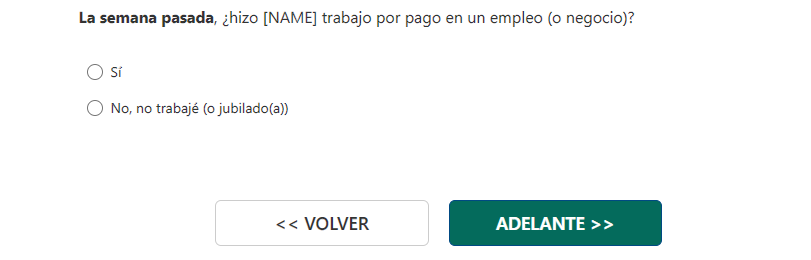 La semana pasada, ¿hizo [NAME] trabajo por pago en un empleo (o negocio)?
Sí
No, no trabajé (o jubilado(a))
<< VOLVER
ADELANTE >>